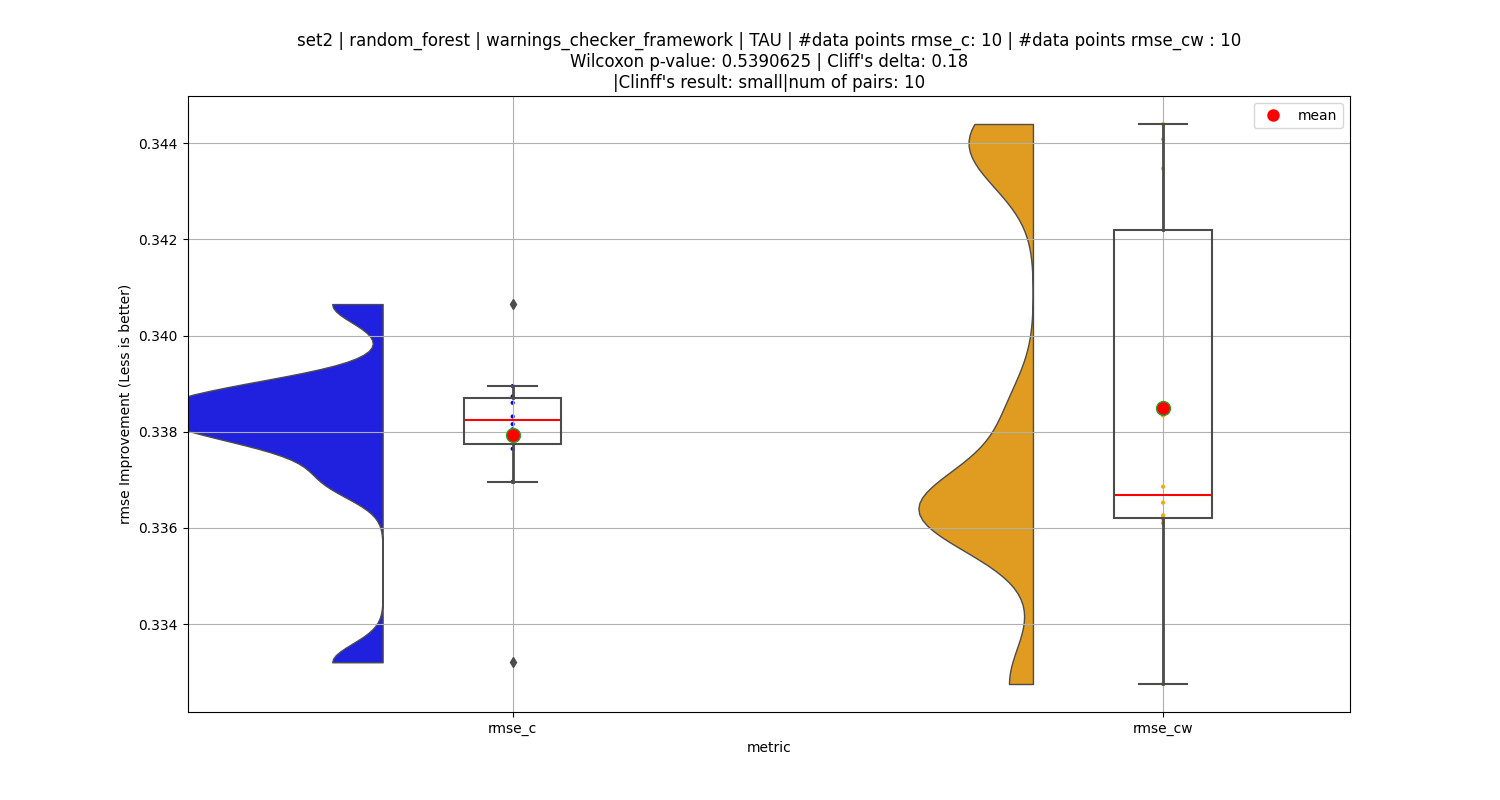 set2 | random_forest | warnings_checker_framework | TAU | #data points rmse_c: 10 | #data points rmse_cw : 10
Wilcoxon p-value: 0.5390625 | Cliff's delta: 0.18
|Clinff's result: small|num of pairs: 10
mean
0.344
0.342
0.340
0.338
0.336
0.334
rmse Improvement (Less is better)
rmse_c
rmse_cw
metric